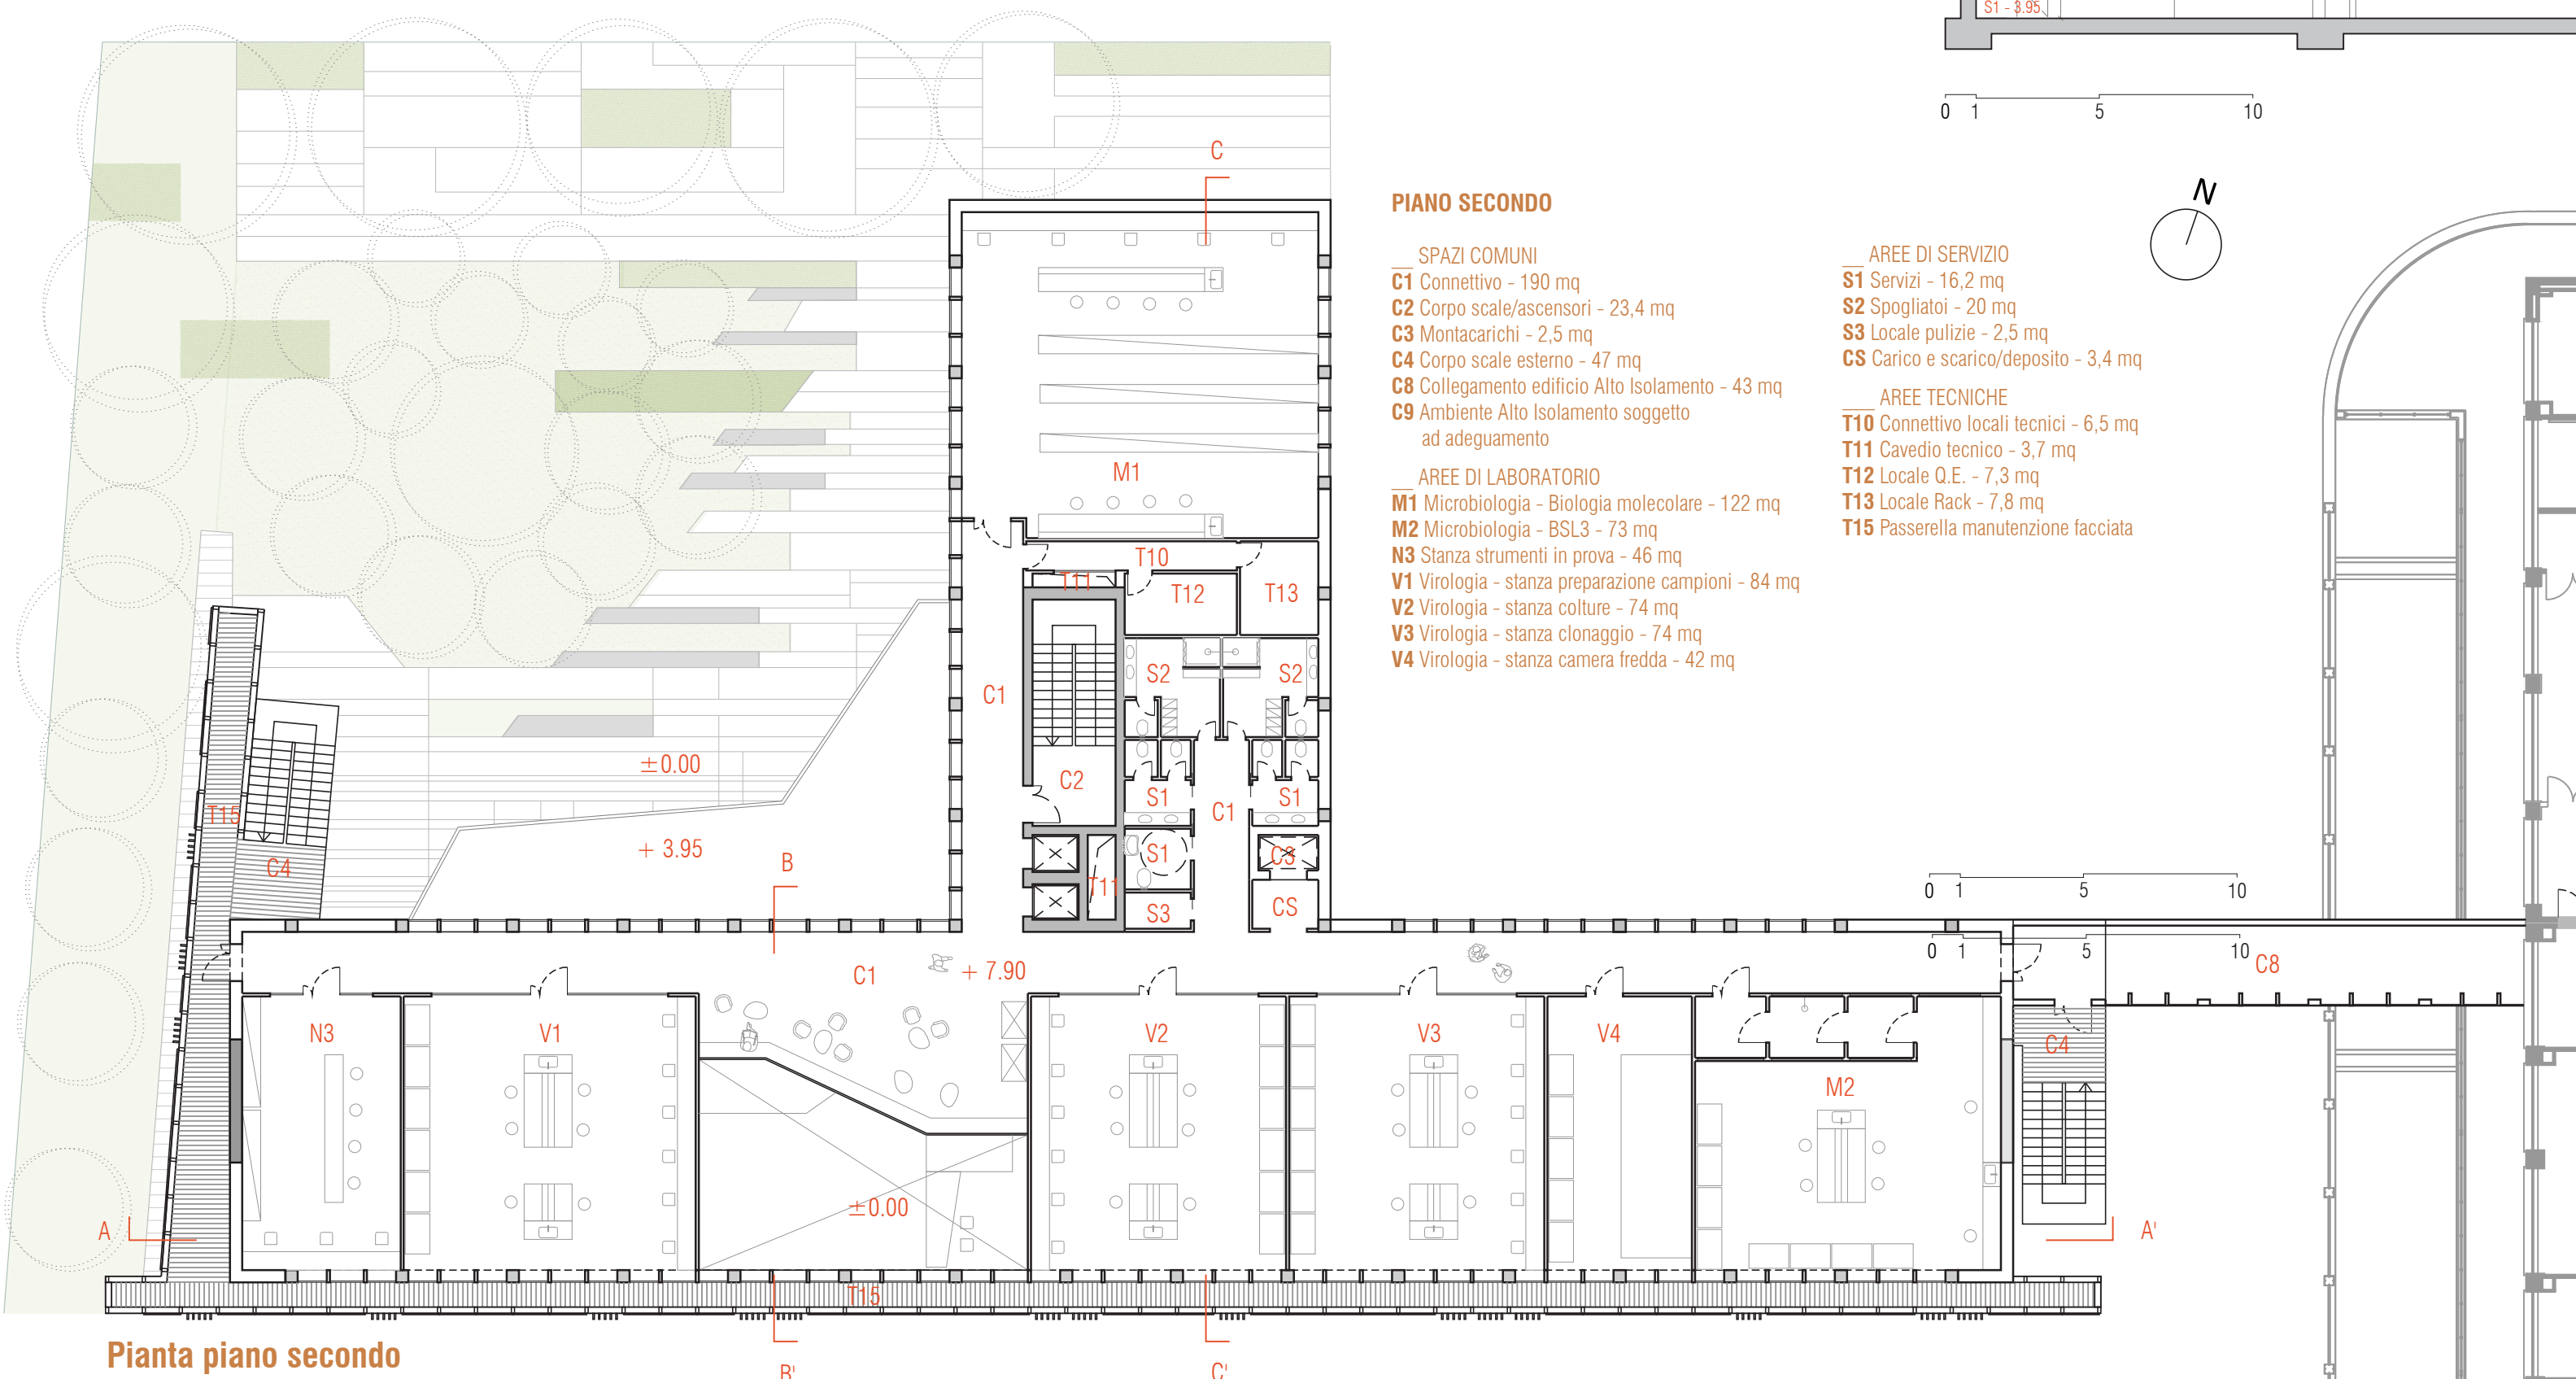 S1 - 3.95
0 1 5 10
C
N
PIANO SECONDO
SPAZI COMUNI
C1 Connettivo - 190 mq
C2 Corpo scale/ascensori - 23,4 mq
C3 Montacarichi - 2,5 mq
C4 Corpo scale esterno - 47 mq
C8 Collegamento edificio Alto Isolamento - 43 mq
C9 Ambiente Alto Isolamento soggetto
ad adeguamento
AREE DI LABORATORIO
M1 Microbiologia - Biologia molecolare - 122 mq
M2 Microbiologia - BSL3 - 73 mq
N3 Stanza strumenti in prova - 46 mq
V1 Virologia - stanza preparazione campioni - 84 mq
V2 Virologia - stanza colture - 74 mq
V3 Virologia - stanza clonaggio - 74 mq
V4 Virologia - stanza camera fredda - 42 mq
AREE DI SERVIZIO
S1 Servizi - 16,2 mq
S2 Spogliatoi - 20 mq
S3 Locale pulizie - 2,5 mq
CS Carico e scarico/deposito - 3,4 mq
AREE TECNICHE
T10 Connettivo locali tecnici - 6,5 mq
T11 Cavedio tecnico - 3,7 mq
T12 Locale Q.E. - 7,3 mq
T13 Locale Rack - 7,8 mq
T15 Passerella manutenzione facciata
M1
T10
T11
T12
T13
S2
S2
C1
±0.00
C2
S1
S1
C1
T15
+ 3.95
B
S1
C3
C4
T11
S3
CS
0 1 5 10
0 1 5 10
C1
+ 7.90
C8
N3
V1
V2
V3
V4
C4
M2
±0.00
A
A'
T15
Pianta piano secondo
B'
C'